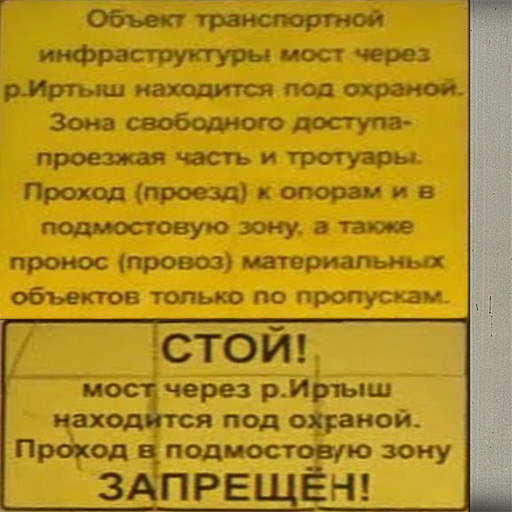 Объект транспортной
инфраструктуры мост через
р.Иртыш находится под охраной.
Зона свободного доступа-
проезжая часть и тротуары.
Проход (проезд) к опорам и в
подмостовую зону, а также
пронос (провоз) материальных
объектов только по пропускам.
СТОЙ!
мост через р.Иртыш
находится под охраной.
Проход в подмостовую зону
ЗАПРЕЩЁН!